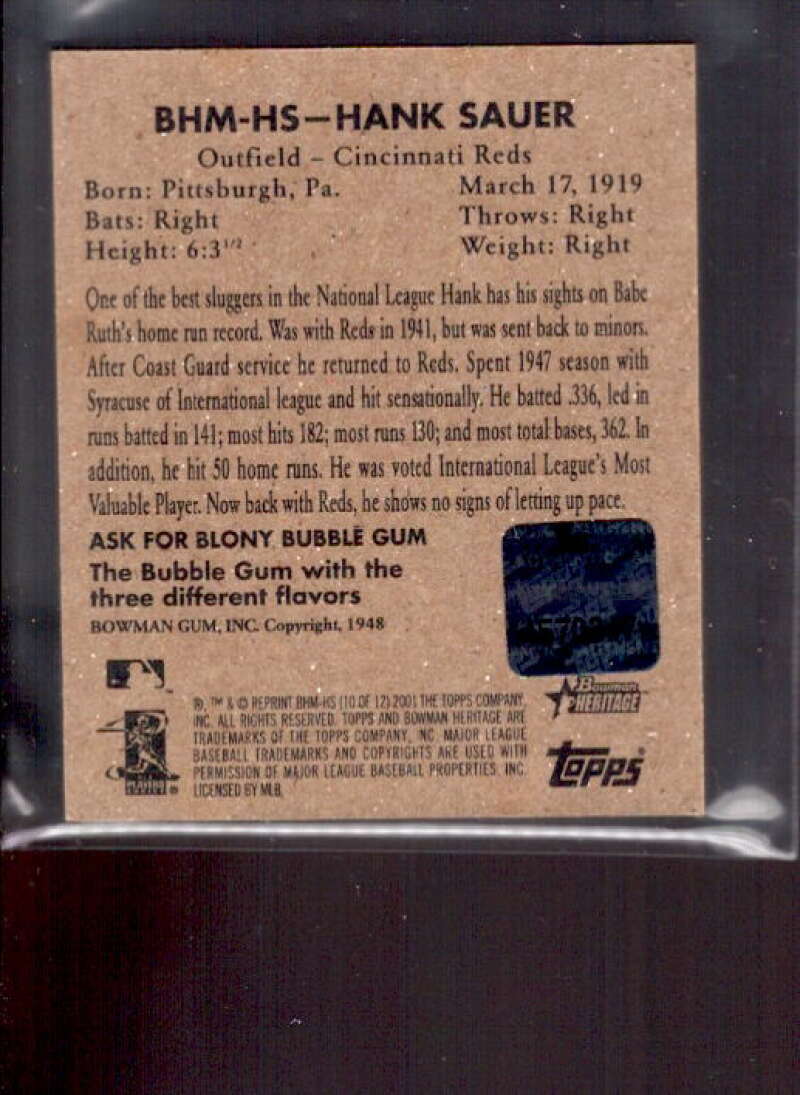 BHM-HS—HANK SAUER
Outfield – Cincinnati Reds
Born: Pittsburgh, Pa. March 17, 1919
Bats: Right Throws: Right
Height: 6:3 1/2 Weight: Right
One of the best sluggers in the National League Hank has his sights on Babe
Ruth's home run record. Was with Reds in 1941, but was sent back to minors.
After Coast Guard service he returned to Reds. Spent 1947 season with
Syracuse of International league and hit sensationally. He batted .336, led in
runs batted in 141; most hits 182; most runs 130; and most total bases, 362. In
addition, he hit 50 home runs. He was voted International League's Most
Valuable Player. Now back with Reds, he shows no signs of letting up pace.
ASK FOR BLONY BUBBLE GUM
The Bubble Gum with the
three different flavors
BOWMAN GUM, INC. Copyright, 1948
®, ™ & © REPRINT BHM-HS (10 OF 12) 2001 THE TOPPS COMPANY,
INC. ALL RIGHTS RESERVED. TOPPS AND BOWMAN HERITAGE ARE
TRADEMARKS OF THE TOPPS COMPANY, INC. MAJOR LEAGUE
BASEBALL TRADEMARKS AND COPYRIGHTS ARE USED WITH
PERMISSION OF MAJOR LEAGUE BASEBALL PROPERTIES, INC.
LICENSED BY MLB
Bowman
HERITAGE
Topps